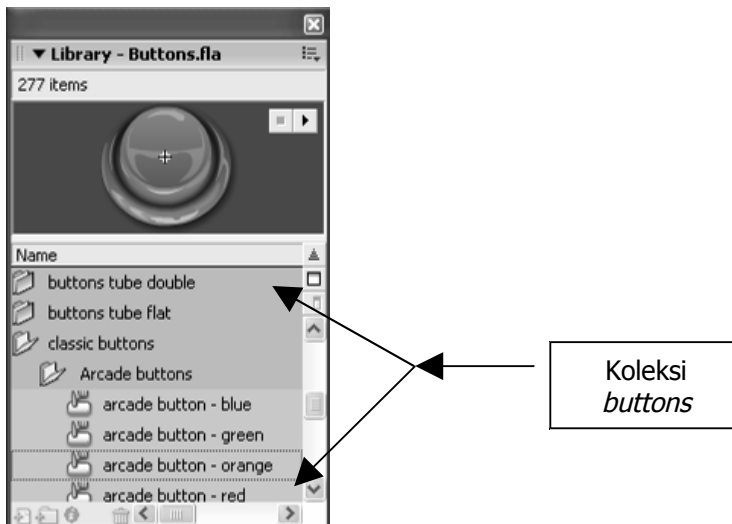 Library - Buttons.fla
277 items
Name
buttons tube double
buttons tube flat
classic buttons
Arcade buttons
arcade button - blue
arcade button - green
arcade button - orange
arcade button - red
Koleksi
buttons